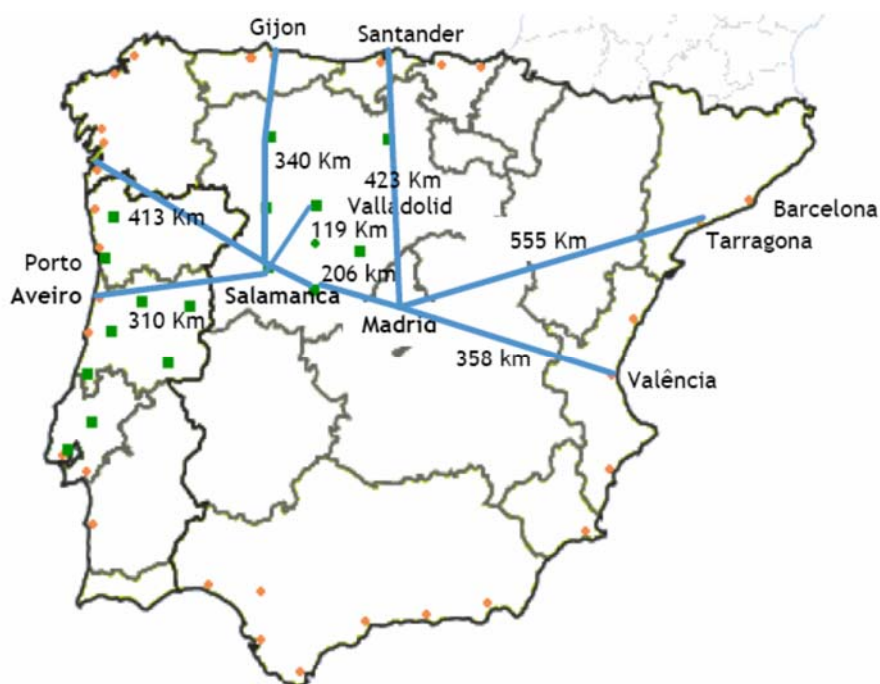 Gijon
Santander
340 Km
423 Km
Valladolid
413 Km
119 Km
Barcelona
555 Km
Tarragona
Porto
206 km
Aveiro
Salamanca
310 Km
Madrid
358 km
Valência